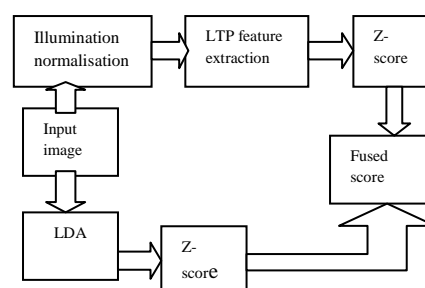 Illumination
normalisation
LTP feature
extraction
Z-
score
Input
image
Fused
score
LDA
Z-
score